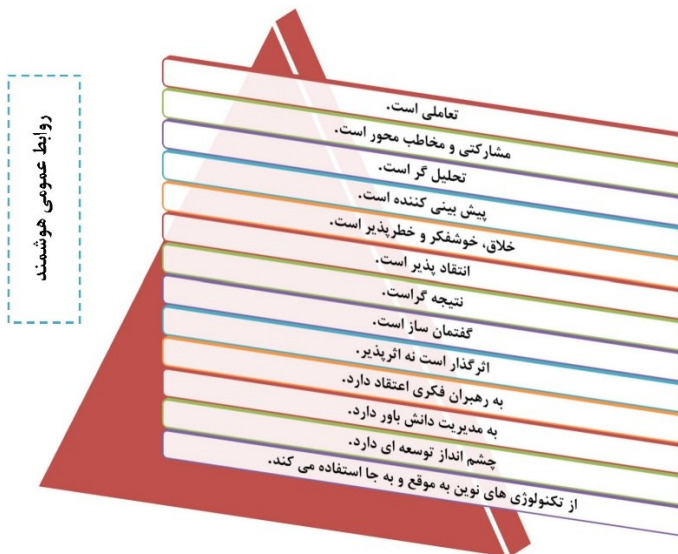 روابط عمومی هوشمند
تعاملی است.
مشارکتی و مخاطب محور است.
تحلیل گر است.
پیش بینی کننده است.
خلاق، خوشفکر و خطرپذیر است.
انتقاد پذیر است.
نتیجه گراست.
گفتمان ساز است.
اثرگذار است نه اثرپذیر.
به رهبران فکری اعتقاد دارد.
به مدیریت دانش باور دارد.
چشم انداز توسعه ای دارد.
از تکنولوژی های نوین به موقع و به جا استفاده می کند.